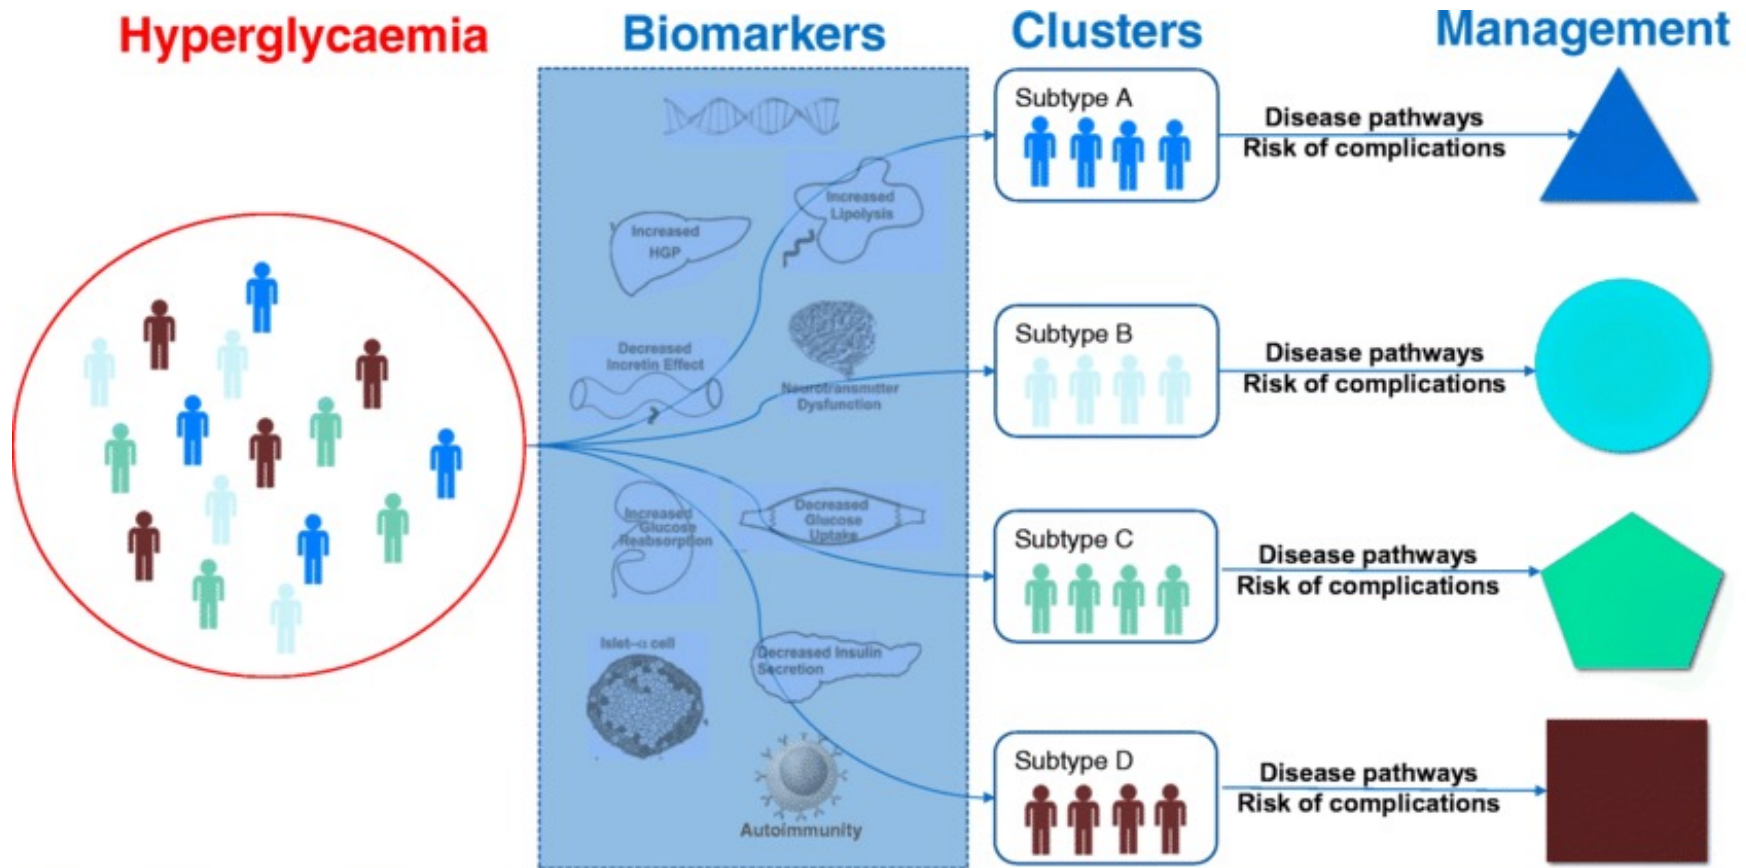 Hyperglycaemia
Biomarkers
Clusters
Management
Increased
Lipolysis
Increased
HGP
Decreased
Incretin Effect
Neurotransmitter
Dysfunction
Increased
Glucose
Reabsorption
Decreased
Glucose
Uptake
Islet-α cell
Decreased Insulin
Secretion
Autoimmunity
Subtype A
Disease pathways
Risk of complications
Subtype B
Disease pathways
Risk of complications
Subtype C
Disease pathways
Risk of complications
Subtype D
Disease pathways
Risk of complications